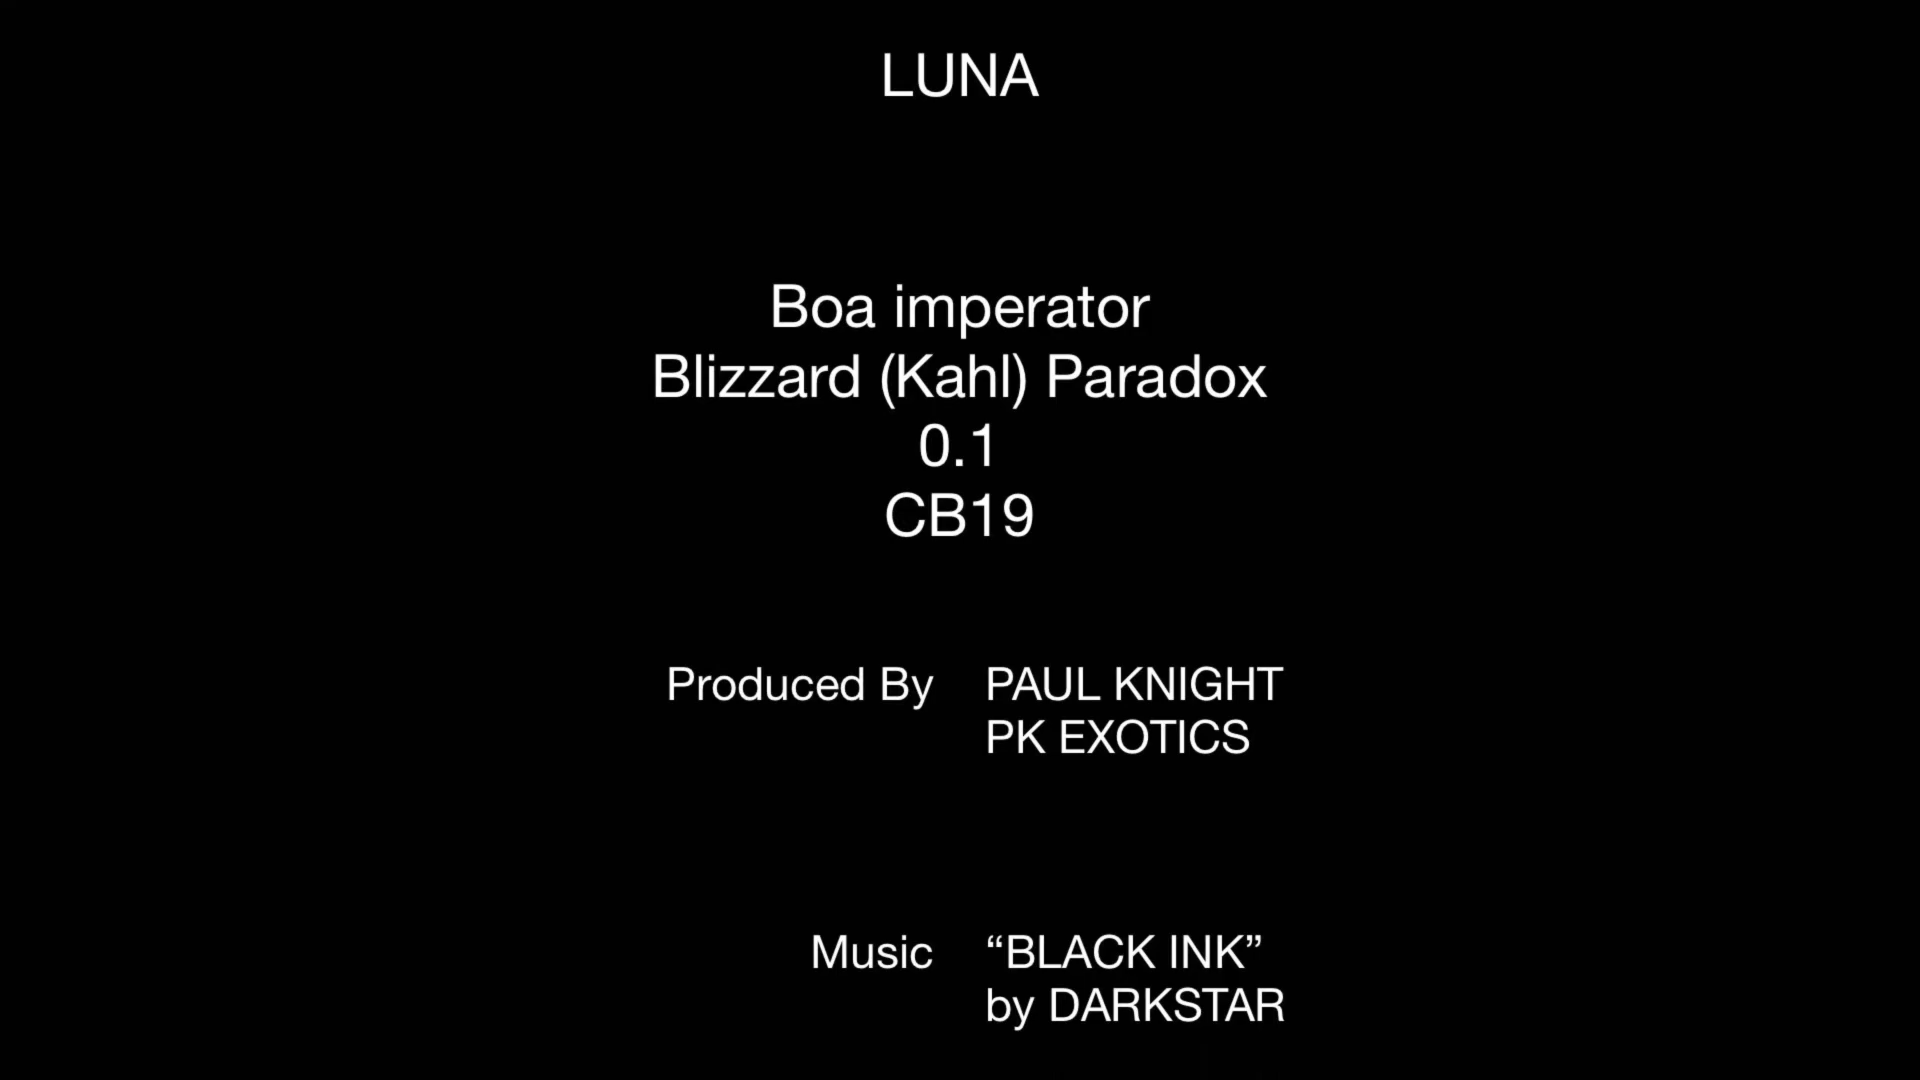 LUNA
Boa imperator
Blizzard (Kahl) Paradox
0.1
CB19
Produced By PAUL KNIGHT
PK EXOTICS
Music “BLACK INK”
by DARKSTAR